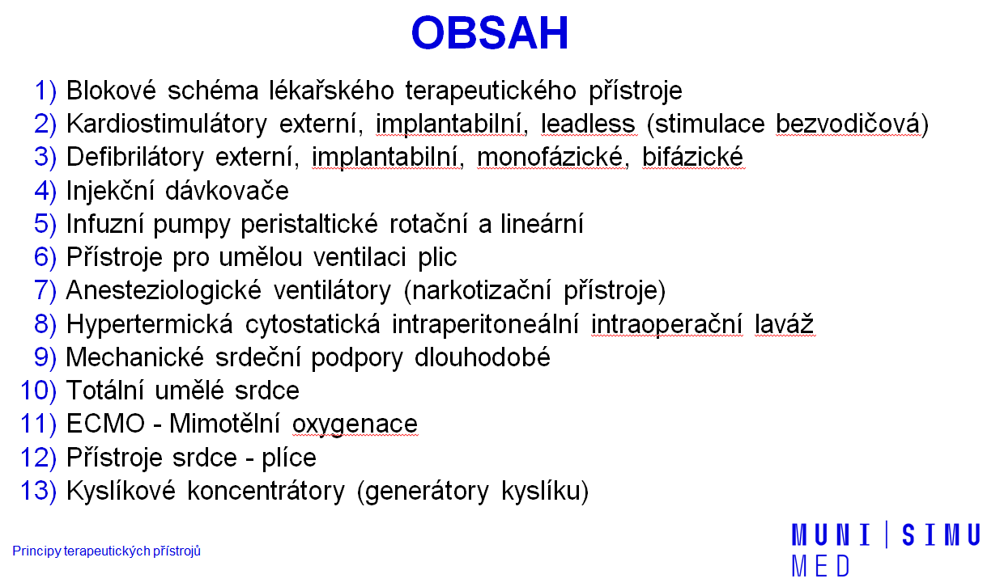 OBSAH
1) Blokové schéma lékařského terapeutického přístroje
2) Kardiostimulátory externí, implantabilní, leadless (stimulace bezvodičová)
3) Defibrilátory externí, implantabilní, monofázické, bifázické
4) Injekční dávkovače
5) Infuzní pumpy peristaltické rotační a lineární
6) Přístroje pro umělou ventilaci plic
7) Anesteziologické ventilátory (narkotizační přístroje)
8) Hypertermická cytostatická intraperitoneální intraoperační laváž
9) Mechanické srdeční podpory dlouhodobé
10) Totální umělé srdce
11) ECMO - Mimotělní oxygenace
12) Přístroje srdce - plíce
13) Kyslíkové koncentrátory (generátory kyslíku)
Principy terapeutických přístrojů
MUNI | SIMU
MED